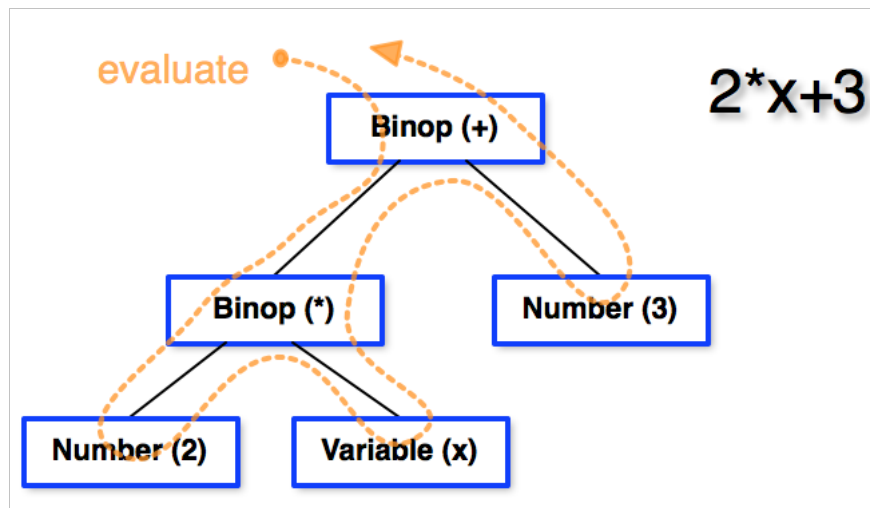 evaluate
2*x+3
Binop (+)
Binop (*)
Number (3)
Number (2)
Variable (x)